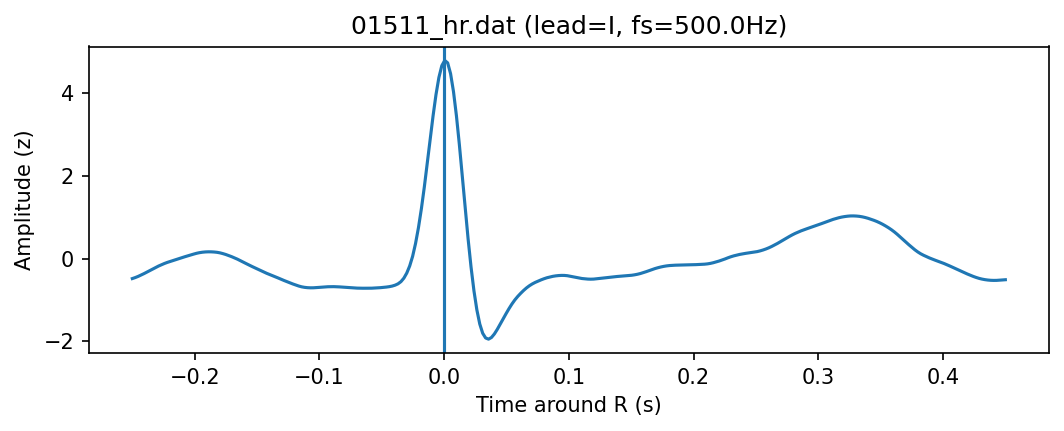 01511_hr.dat (lead=I, fs=500.0Hz)
Amplitude (z)
4
2
0
−2
−0.2 −0.1 0.0 0.1 0.2 0.3 0.4
Time around R (s)